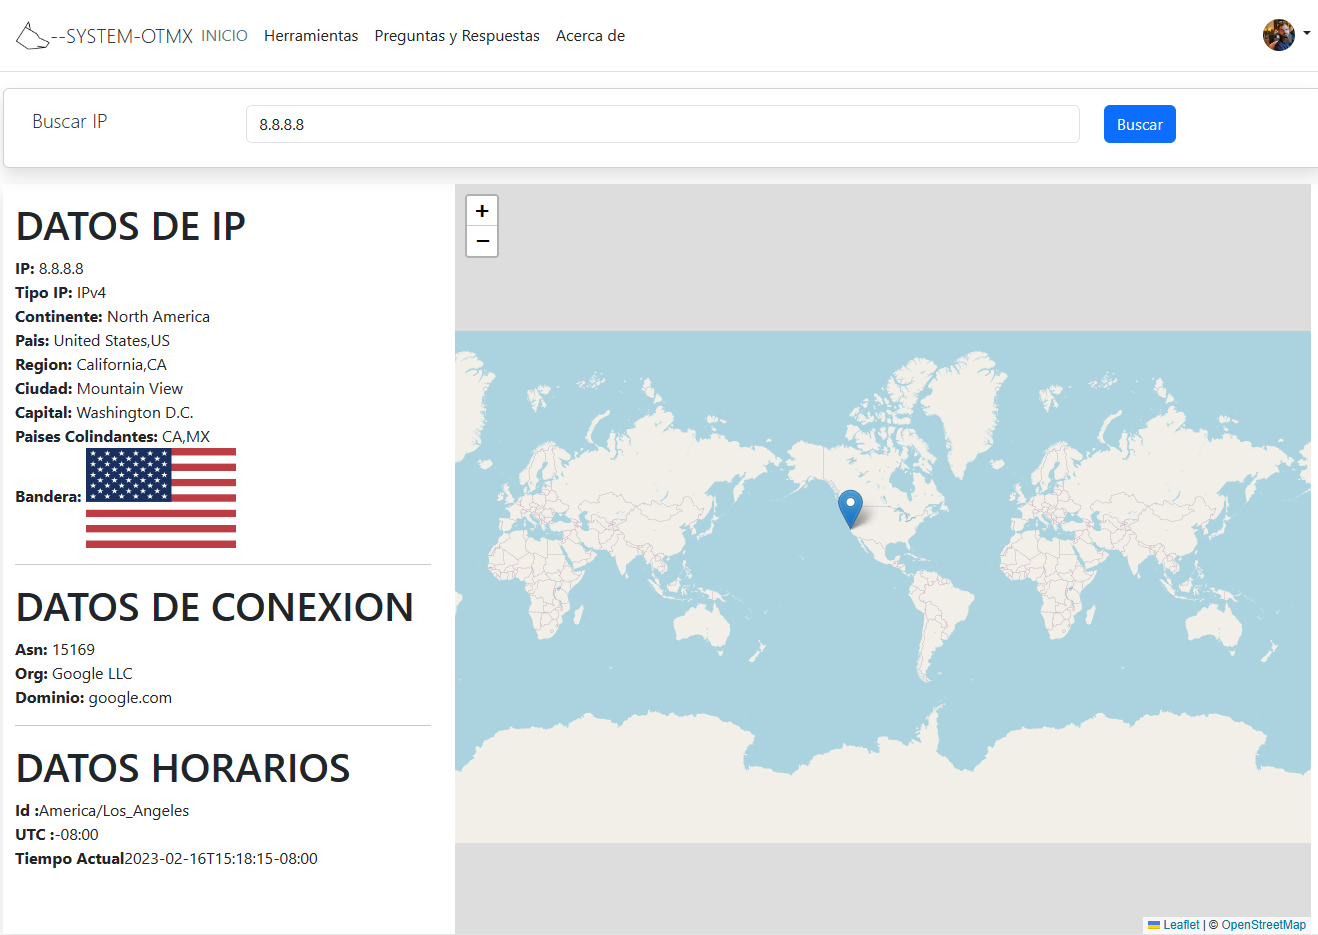 --SYSTEM-OTMX INICIO Herramientas Preguntas y Respuestas Acerca de
Buscar IP 8.8.8.8 Buscar
DATOS DE IP
IP: 8.8.8.8
Tipo IP: IPv4
Continente: North America
Pais: United States,US
Region: California,CA
Ciudad: Mountain View
Capital: Washington D.C.
Paises Colindantes: CA,MX
Bandera:
DATOS DE CONEXION
Asn: 15169
Org: Google LLC
Dominio: google.com
DATOS HORARIOS
Id :America/Los_Angeles
UTC :-08:00
Tiempo Actual2023-02-16T15:18:15-08:00
+
−
Leaflet | © OpenStreetMap